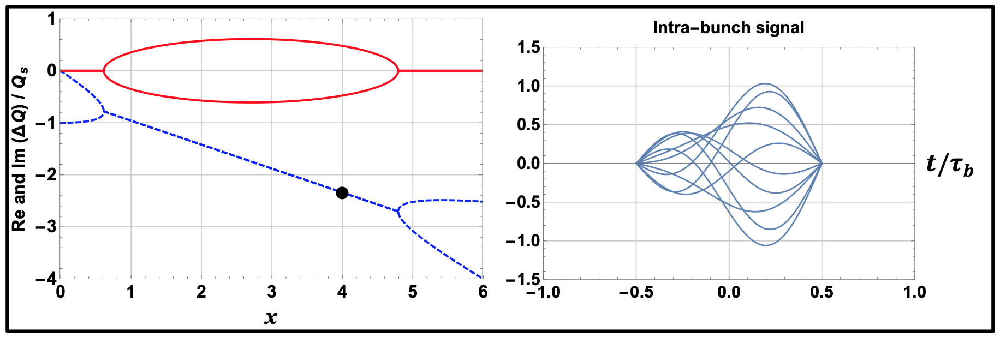 Re and Im (Δ Q) / Qₛ
1
0
−1
−2
−3
−4
0 1 2 3 4 5 6
x
Intra−bunch signal
1.5
1.0
0.5
0.0
−0.5
−1.0
−1.5
−1.0 −0.5 0.0 0.5 1.0
t/τ_b